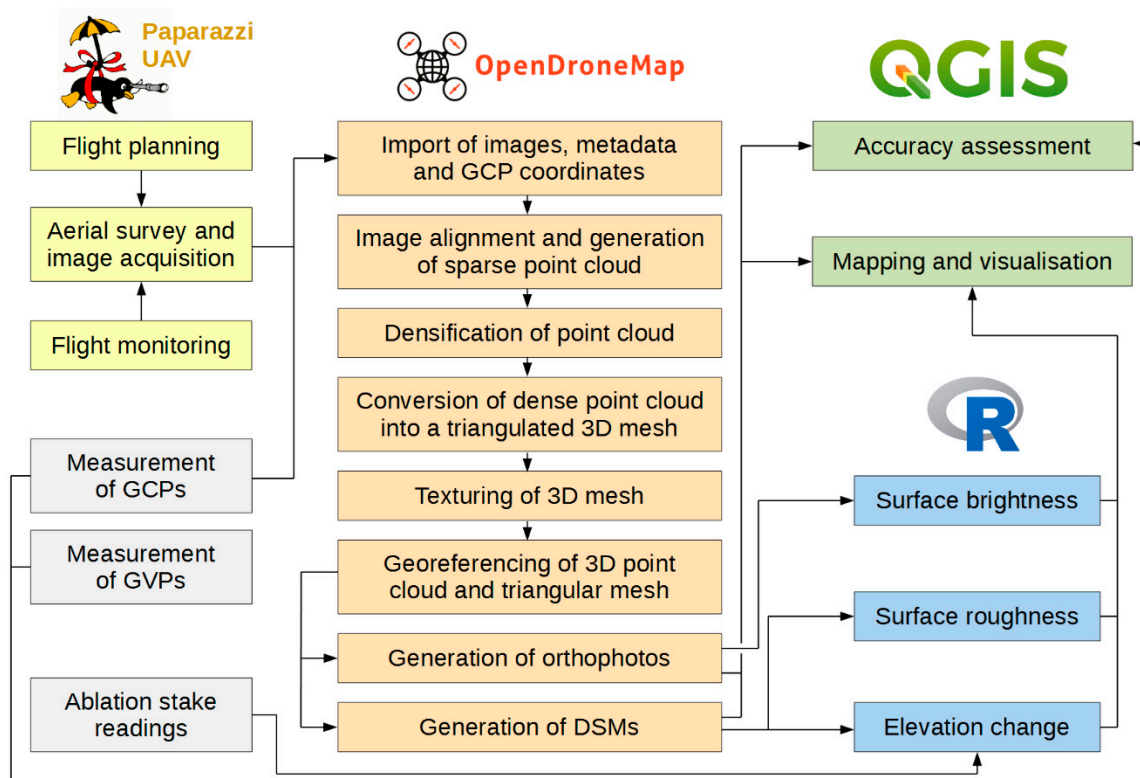 Paparazzi
UAV
OpenDroneMap
QGIS
Flight planning
Aerial survey and
image acquisition
Flight monitoring
Measurement
of GCPs
Measurement
of GVPs
Ablation stake
readings
Import of images, metadata
and GCP coordinates
Image alignment and generation
of sparse point cloud
Densification of point cloud
Conversion of dense point cloud
into a triangulated 3D mesh
Texturing of 3D mesh
Georeferencing of 3D point
cloud and triangular mesh
Generation of orthophotos
Generation of DSMs
Accuracy assessment
Mapping and visualisation
R
Surface brightness
Surface roughness
Elevation change